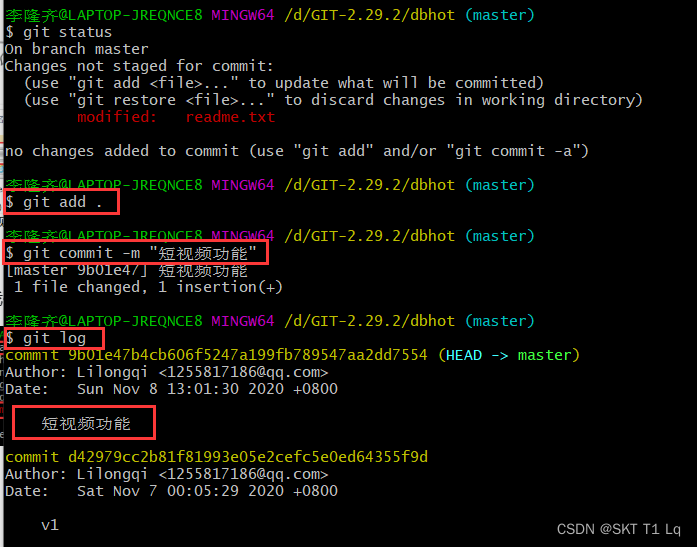 李隆齐@LAPTOP-JREQNCE8 MINGW64 /d/GIT-2.29.2/dbhot (master)
$ git status
On branch master
Changes not staged for commit:
  (use "git add <file>..." to update what will be committed)
  (use "git restore <file>..." to discard changes in working directory)
        modified:   readme.txt

no changes added to commit (use "git add" and/or "git commit -a")

李隆齐@LAPTOP-JREQNCE8 MINGW64 /d/GIT-2.29.2/dbhot (master)
$ git add .

李隆齐@LAPTOP-JREQNCE8 MINGW64 /d/GIT-2.29.2/dbhot (master)
$ git commit -m "短视频功能"
[master 9b01e47] 短视频功能
 1 file changed, 1 insertion(+)

李隆齐@LAPTOP-JREQNCE8 MINGW64 /d/GIT-2.29.2/dbhot (master)
$ git log
commit 9b01e47b4cb606f5247a199fb789547aa2dd7554 (HEAD -> master)
Author: Lilongqi <1255817186@qq.com>
Date:   Sun Nov 8 13:01:30 2020 +0800

    短视频功能

commit d42979cc2b81f81993e05e2cefc5e0ed64355f9d
Author: Lilongqi <1255817186@qq.com>
Date:   Sat Nov 7 00:05:29 2020 +0800

    v1
CSDN @SKT T1 Lq